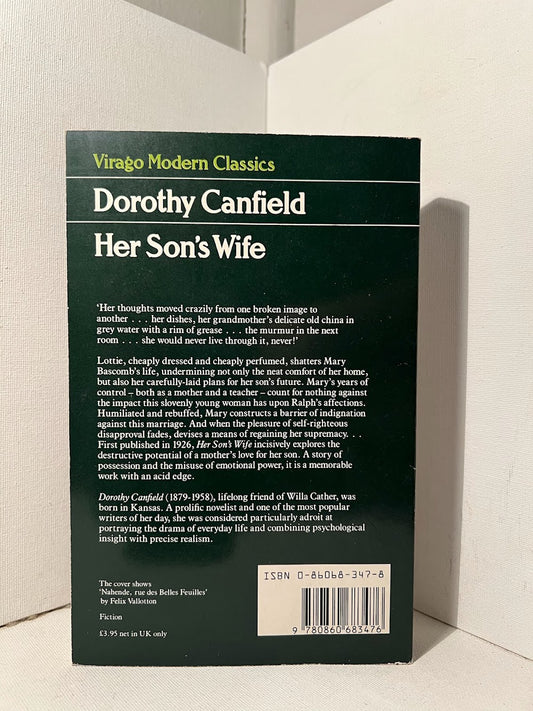 Virago Modern Classics
Dorothy Canfield
Her Son's Wife
'Her thoughts moved crazily from one broken image to
another . . . her dishes, her grandmother's delicate old china in
grey water with a rim of grease . . . the murmur in the next
room . . . she would never live through it, never!'
Lottie, cheaply dressed and cheaply perfumed, shatters Mary
Bascomb's life, undermining not only the neat comfort of her home,
but also her carefully-laid plans for her son's future. Mary's years of
control – both as a mother and a teacher – count for nothing against
the impact this slovenly young woman has upon Ralph's affections.
Humiliated and rebuffed, Mary constructs a barrier of indignation
against this marriage. And when the pleasure of self-righteous
disapproval fades, devises a means of regaining her supremacy. . .
First published in 1926, Her Son's Wife incisively explores the
destructive potential of a mother's love for her son. A story of
possession and the misuse of emotional power, it is a memorable
work with an acid edge.
Dorothy Canfield (1879-1958), lifelong friend of Willa Cather, was
born in Kansas. A prolific novelist and one of the most popular
writers of her day, she was considered particularly adroit at
portraying the drama of everyday life and combining psychological
insight with precise realism.
The cover shows
'Nahende, rue des Belles Feuilles'
by Felix Vallotton
Fiction
£3.95 net in UK only
ISBN 0-86068-347-8
9 780860 683476